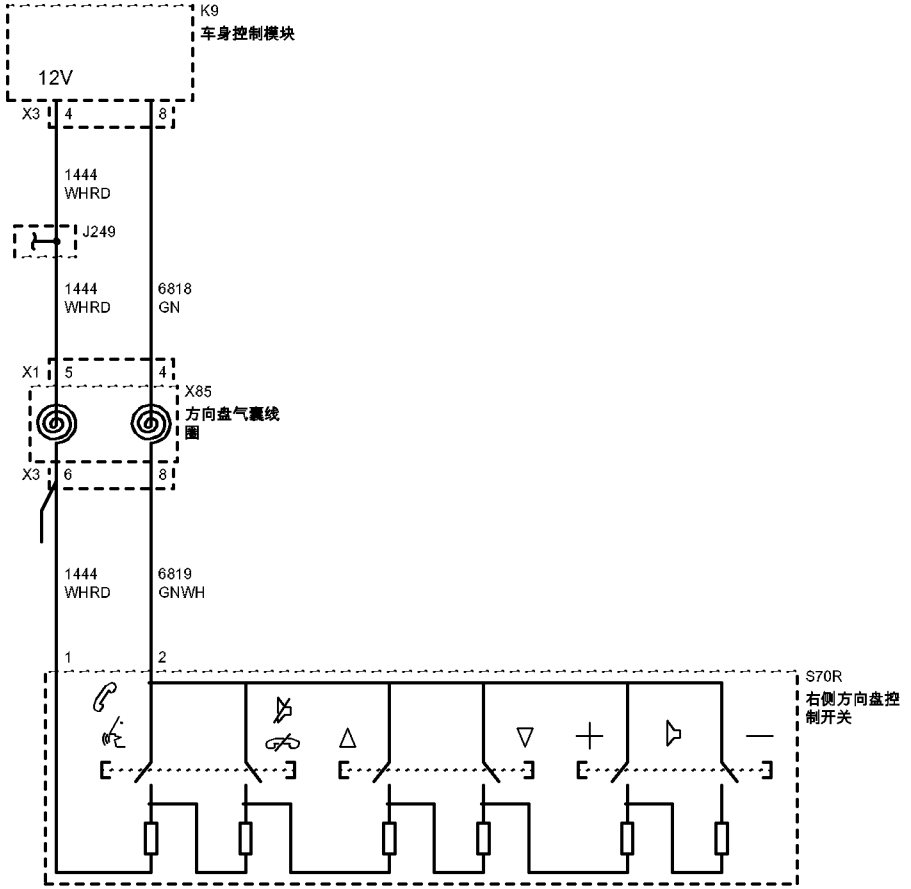 K9
车身控制模块
12V
X3
4
8
1444
WHRD
J249
1444
WHRD
6818
GN
X1
5
4
X85
方向盘气囊线
圈
X3
6
8
1444
WHRD
6819
GNWH
1
2
S70R
右侧方向盘控
制开关